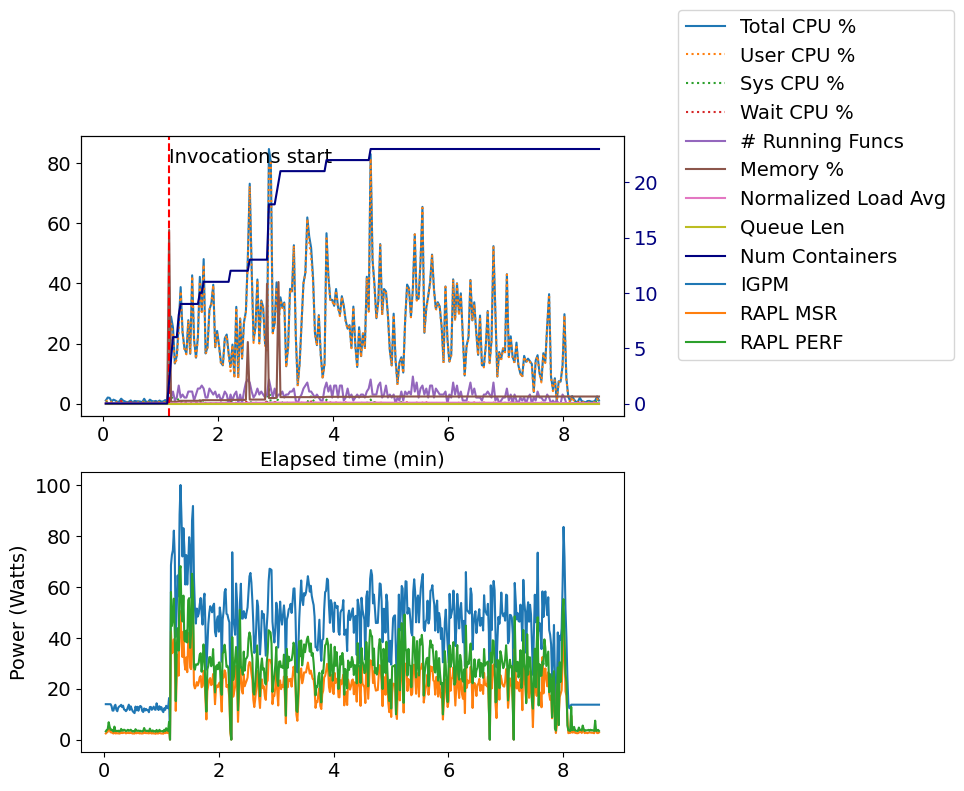 Total CPU %
User CPU %
Sys CPU %
Wait CPU %
# Running Funcs
Memory %
Normalized Load Avg
Queue Len
Num Containers
IGPM
RAPL MSR
RAPL PERF
Invocations start
80
60
40
20
0
20
15
10
5
0
0 2 4 6 8
Elapsed time (min)
Power (Watts)
100
80
60
40
20
0
0 2 4 6 8